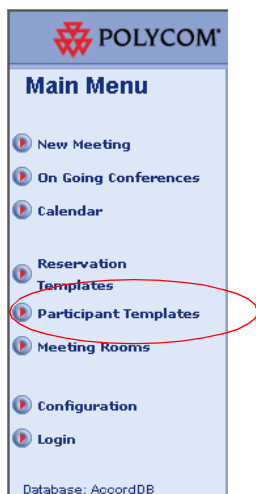 POLYCOM
Main Menu
New Meeting
On Going Conferences
Calendar
Reservation
Templates
Participant Templates
Meeting Rooms
Configuration
Login
Database: AccordDB